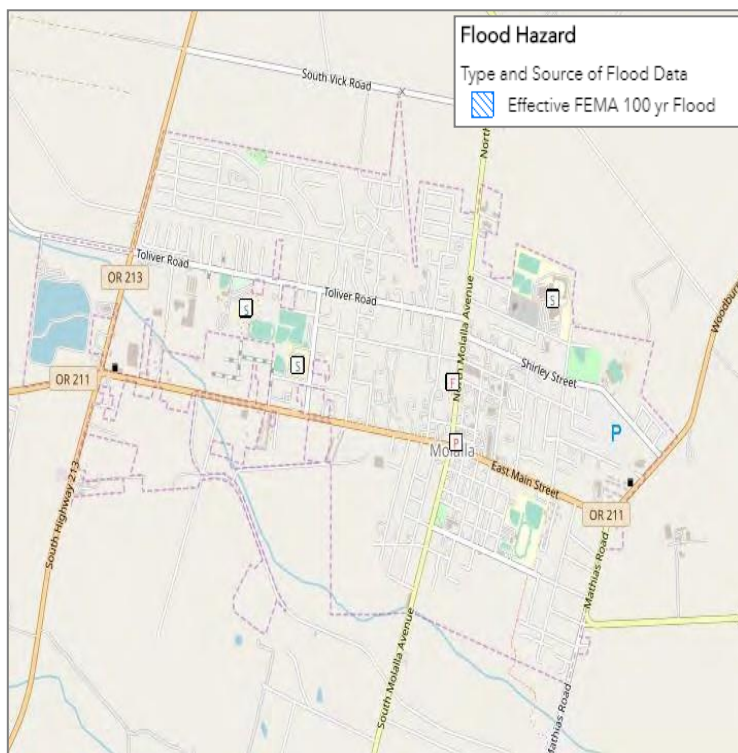 Flood Hazard
Type and Source of Flood Data
Effective FEMA 100 yr Flood
South Vick Road
North
Toliver Road
OR 213
Toliver Road
S
S
S
North Molalla Avenue
Woodburn
Shirley Street
OR 211
F
P
P
Molalla
East Main Street
OR 211
South Highway 213
Mathias Road
South Molalla Avenue
Mathias Road